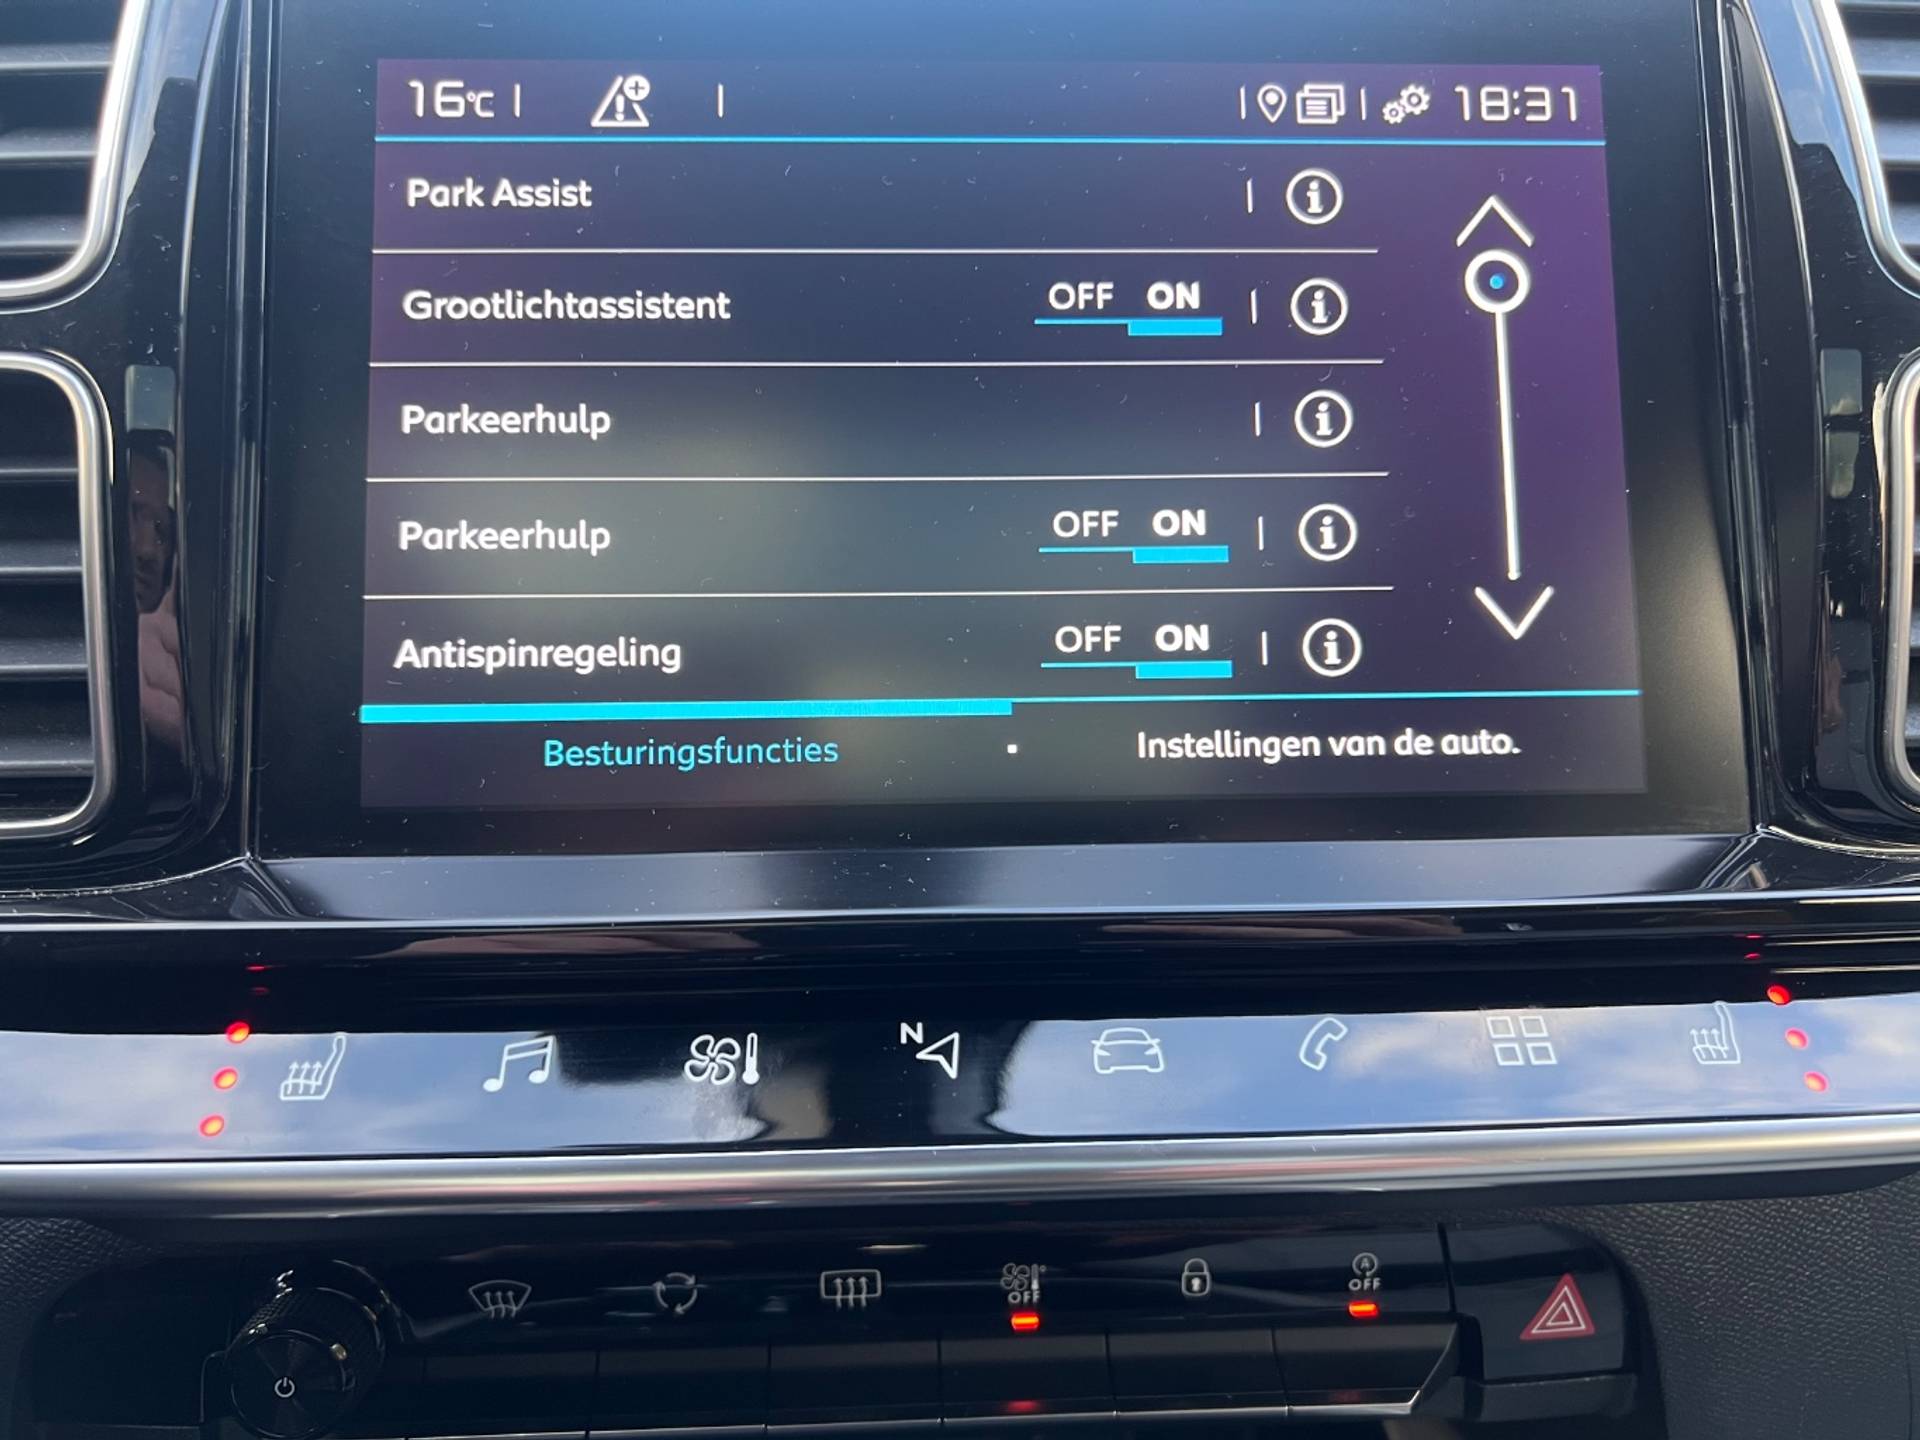 16°C
18:31
Park Assist
Grootlichtassistent OFF ON
Parkeerhulp
Parkeerhulp OFF ON
Antispinregeling OFF ON
Besturingsfuncties Instellingen van de auto.
N
OFF
A
OFF